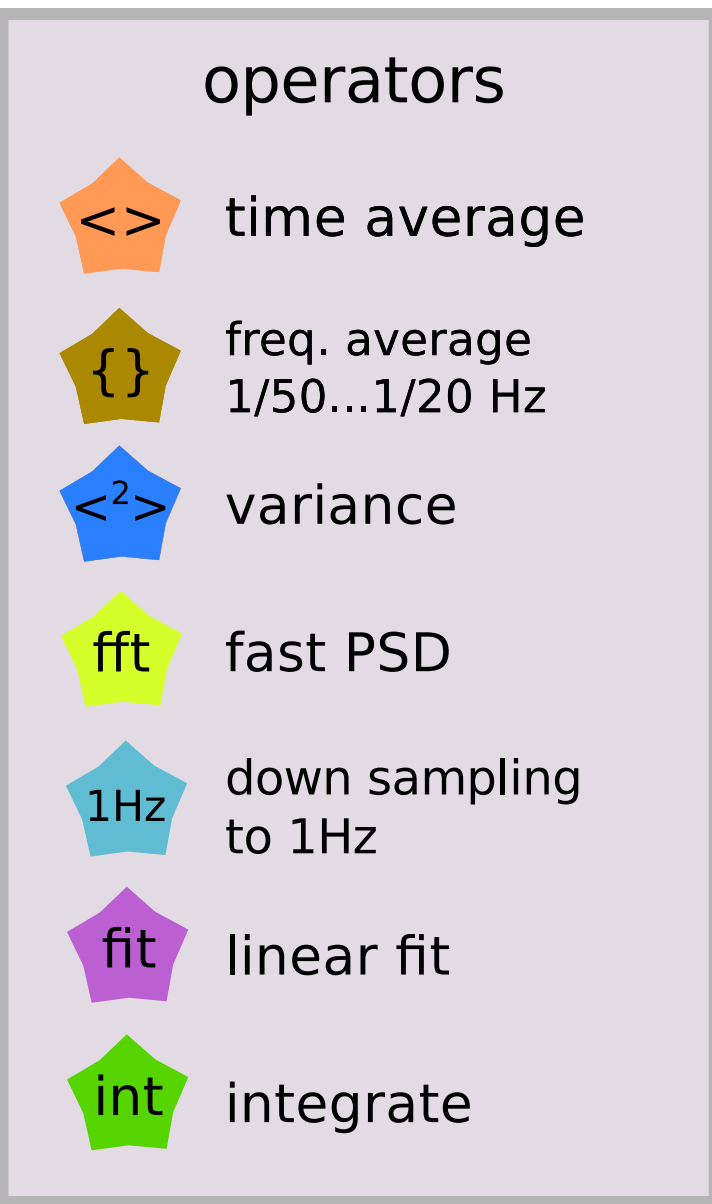 operators
<> time average
{} freq. average
1/50...1/20 Hz
<²> variance
fft fast PSD
1Hz down sampling
to 1Hz
fit linear fit
int integrate